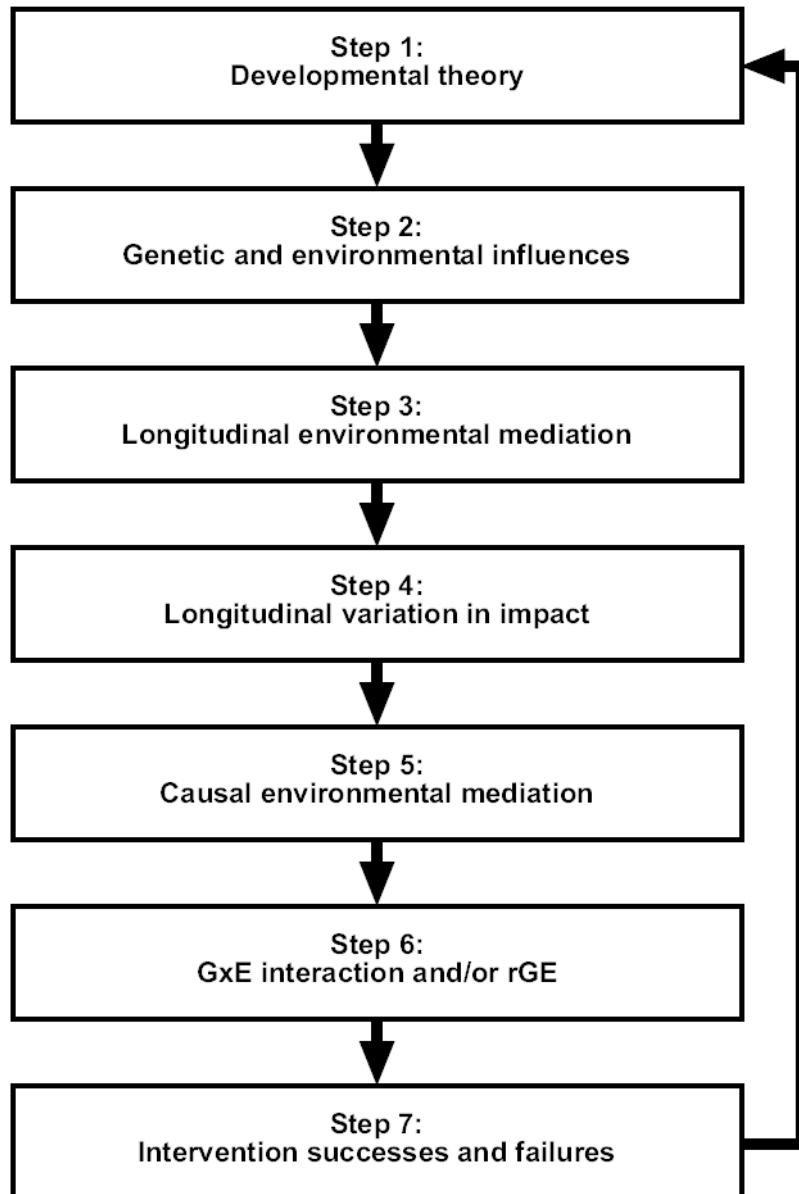 Step 1:
Developmental theory
Step 2:
Genetic and environmental influences
Step 3:
Longitudinal environmental mediation
Step 4:
Longitudinal variation in impact
Step 5:
Causal environmental mediation
Step 6:
GxE interaction and/or rGE
Step 7:
Intervention successes and failures